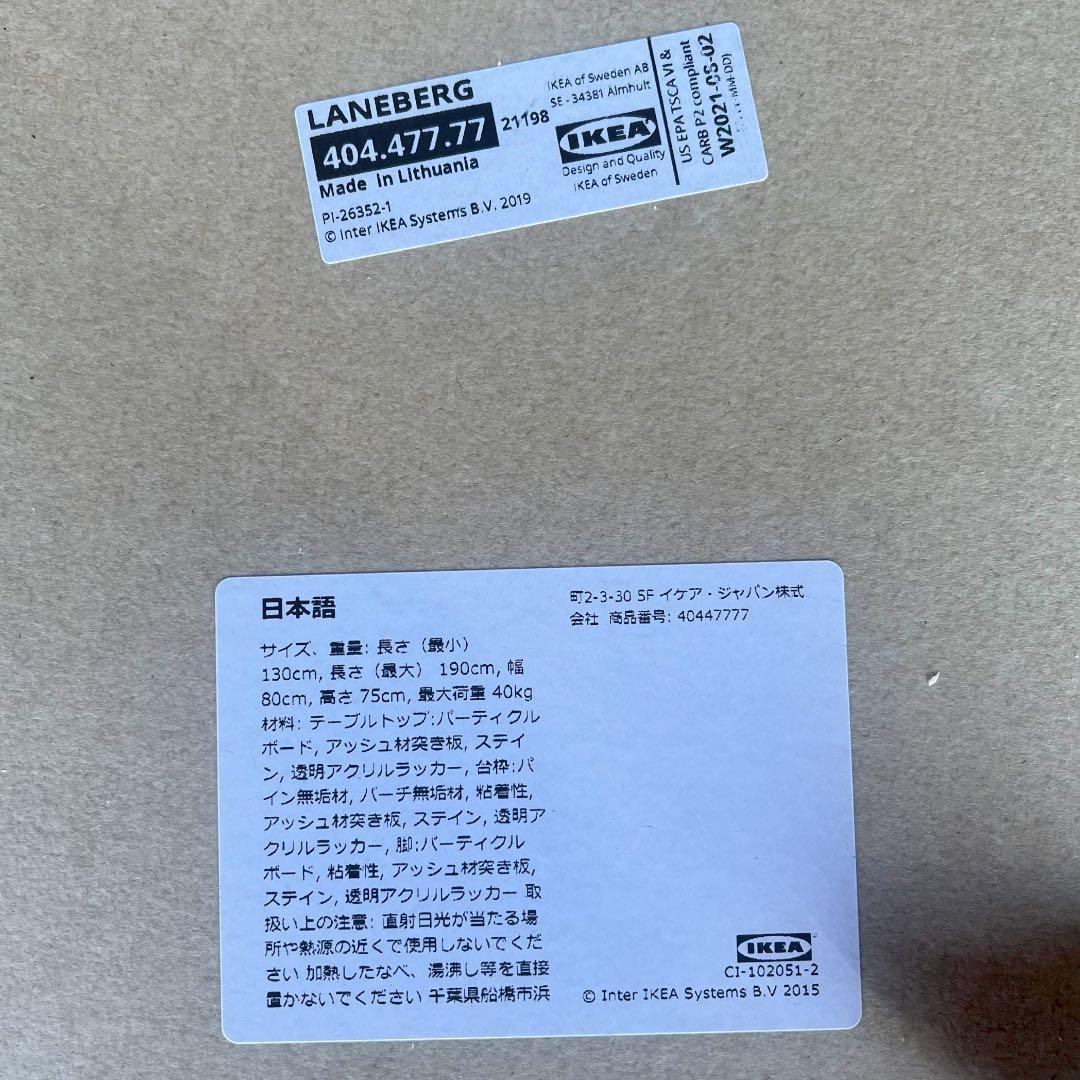 LANEBERG
404.477.77
21198
Made in Lithuania
PI-26352-1
© Inter IKEA Systems B.V. 2019
IKEA of Sweden AB
SE - 34381 Älmhult
IKEA
Design and Quality
IKEA of Sweden
US EPA TSCA VI &
CARB P2 compliant
日本語
サイズ、重量: 長さ（最小）
130cm, 長さ（最大） 190cm, 幅
80cm, 高さ 75cm, 最大荷重 40kg
材料: テーブルトップ:パーティクル
ボード, アッシュ材突き板, ステイ
ン, 透明アクリルラッカー, 台枠:パ
イン無垢材, バーチ無垢材, 粘着性,
アッシュ材突き板, ステイン, 透明ア
クリルラッカー, 脚:パーティクル
ボード, 粘着性, アッシュ材突き板,
ステイン, 透明アクリルラッカー 取
扱い上の注意: 直射日光が当たる場
所や熱源の近くで使用しないでくだ
さい 加熱したなべ、湯沸し等を直接
置かないでください 千葉県船橋市浜
町2-3-30 5F イケア・ジャパン株式
会社 商品番号: 40447777
IKEA
CI-102051-2
© Inter IKEA Systems B.V 2015